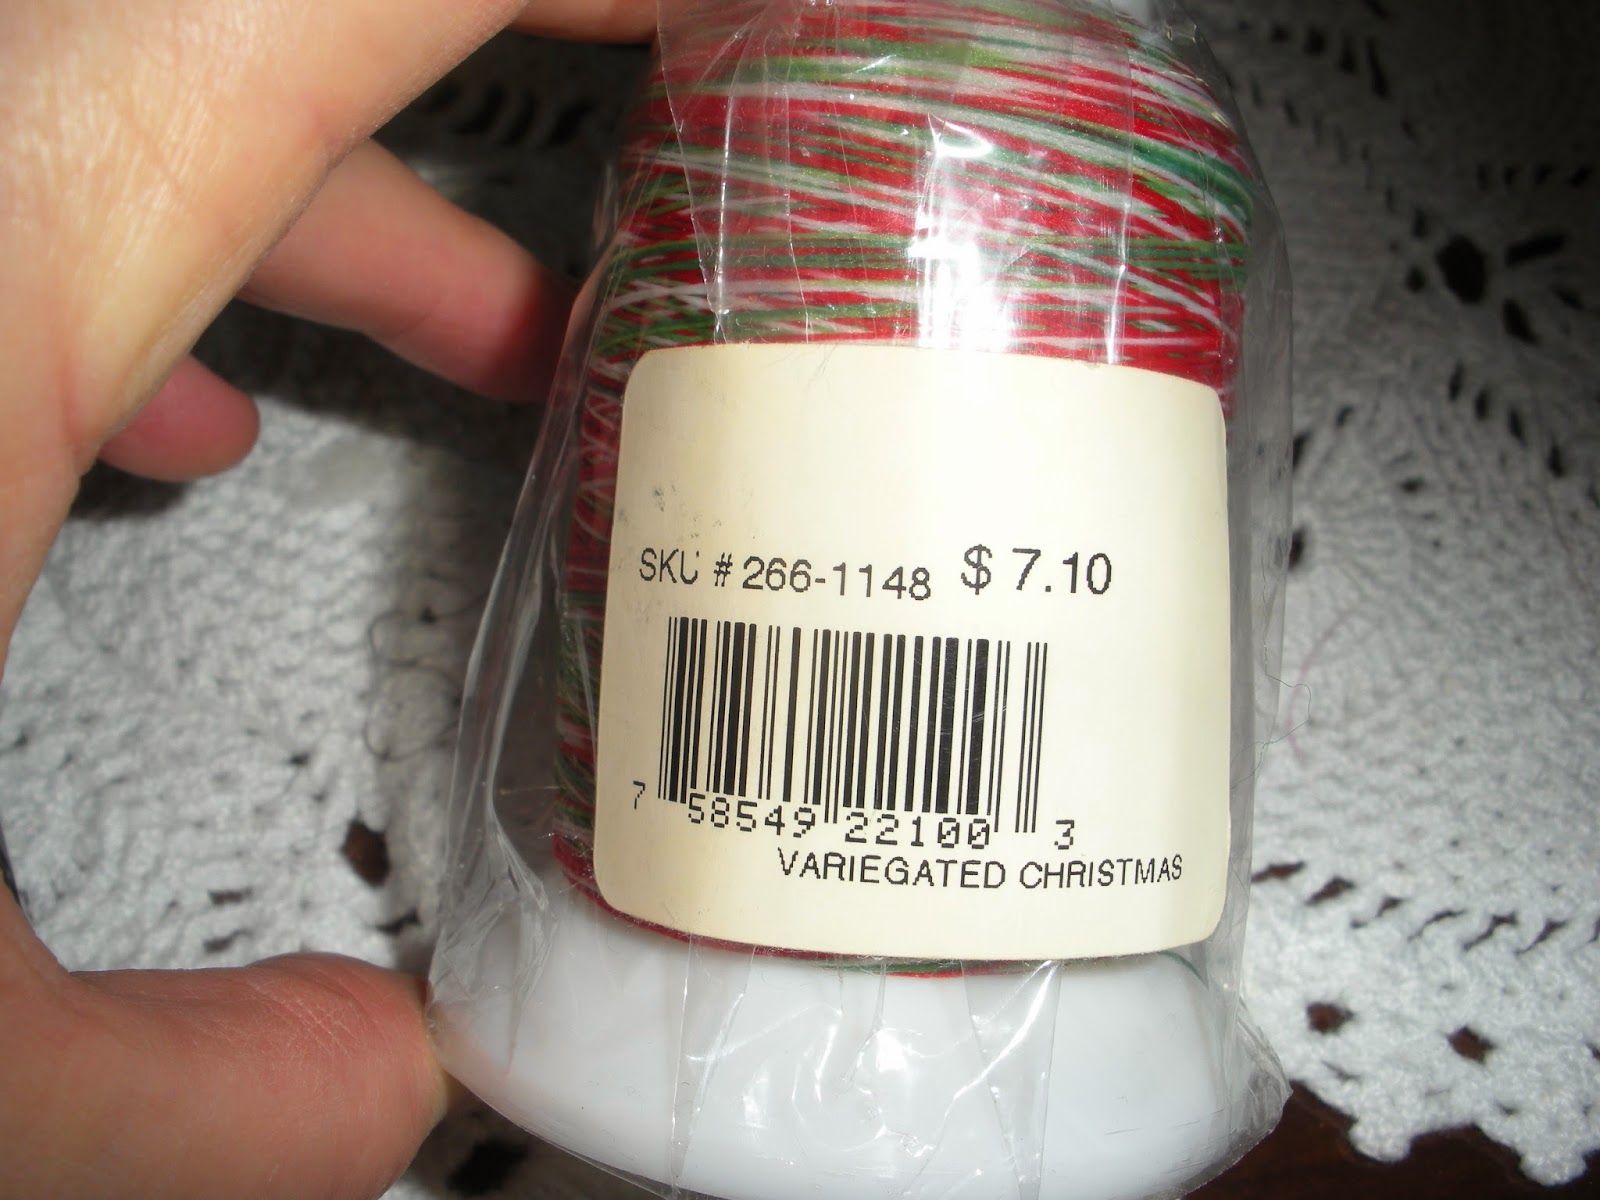 SKU # 266-1148 $ 7.10
7 58549 22100 3
VARIEGATED CHRISTMAS